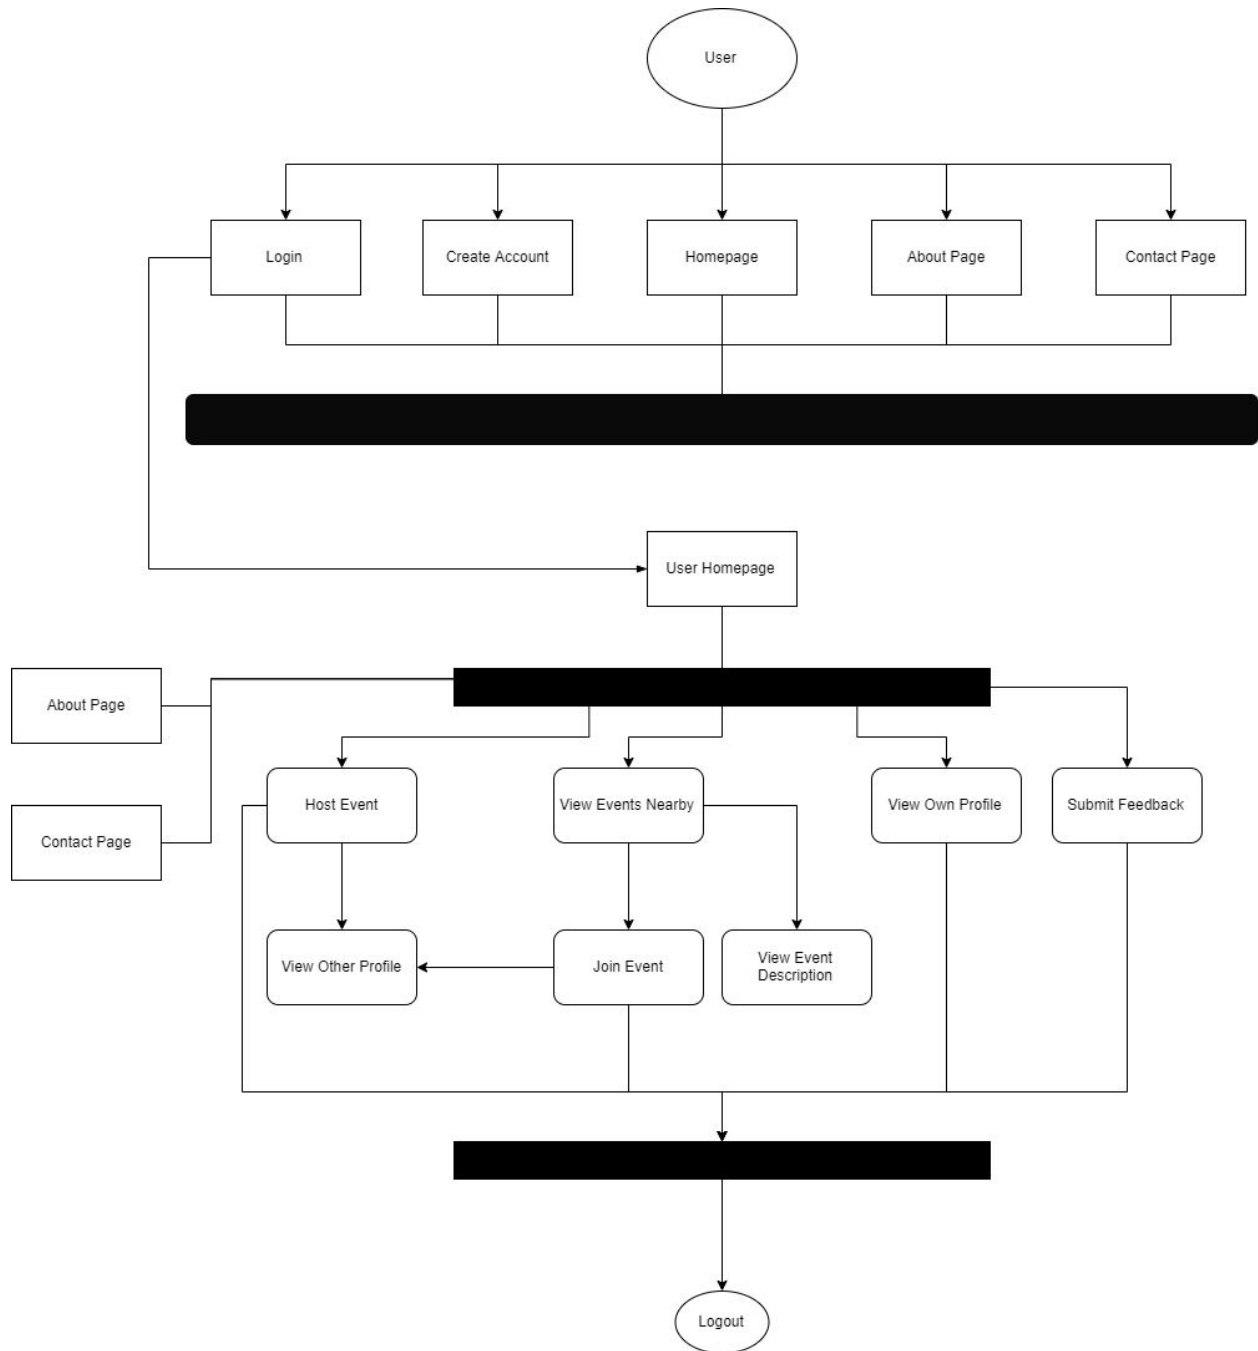 User
Login
Create Account
Homepage
About Page
Contact Page
User Homepage
About Page
Contact Page
Host Event
View Events Nearby
View Own Profile
Submit Feedback
View Other Profile
Join Event
View Event
Description
Logout